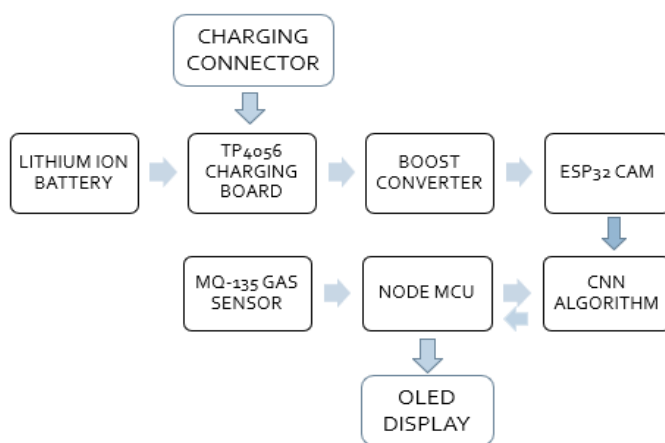 CHARGING
CONNECTOR
LITHIUM ION
BATTERY
TP4056
CHARGING
BOARD
BOOST
CONVERTER
ESP32 CAM
MQ-135 GAS
SENSOR
NODE MCU
CNN
ALGORITHM
OLED
DISPLAY